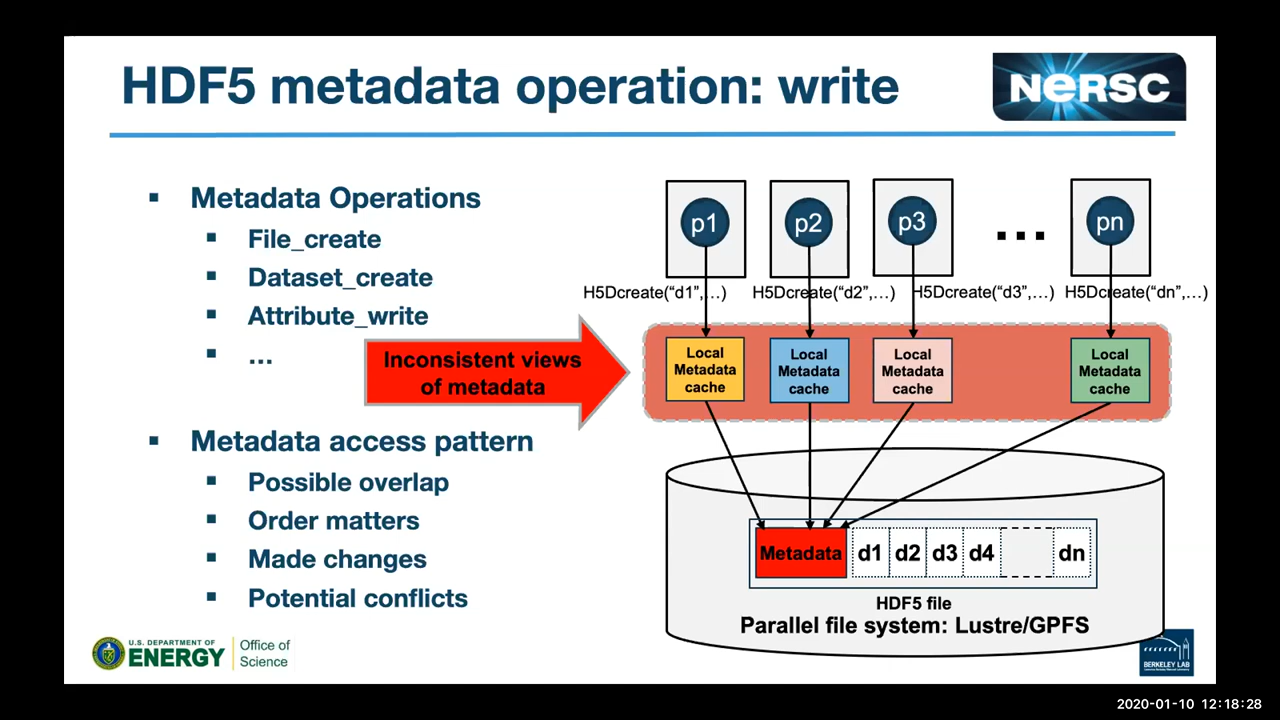 HDF5 metadata operation: write
NERSC
▪ Metadata Operations
▪ File_create
▪ Dataset_create
▪ Attribute_write
▪ ...
Inconsistent views
of metadata
▪ Metadata access pattern
▪ Possible overlap
▪ Order matters
▪ Made changes
▪ Potential conflicts
p1 p2 p3 ... pn
H5Dcreate(“d1”,...) H5Dcreate(“d2”,...) H5Dcreate(“d3”,...) H5Dcreate(“dn”,...)
Local Local Local Local
Metadata Metadata Metadata Metadata
cache cache cache cache
Metadata d1 d2 d3 d4 dn
HDF5 file
Parallel file system: Lustre/GPFS
U.S. DEPARTMENT OF
ENERGY
Office of
Science
BERKELEY LAB
2020-01-10 12:18:28